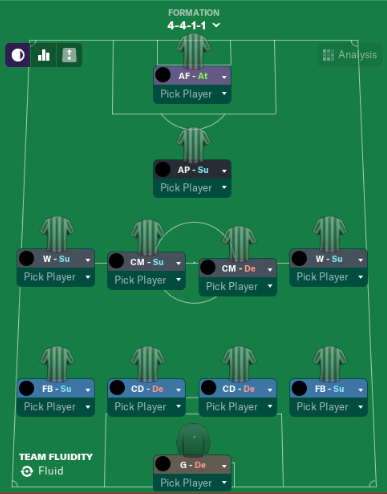 FORMATION
4-4-1-1
Analysis
AF - At
Pick Player
AP - Su
Pick Player
W - Su
CM - Su
CM - De
W - Su
Pick Player
Pick Player
Pick Player
Pick Player
FB - Su
CD - De
CD - De
FB - Su
Pick Player
Pick Player
Pick Player
Pick Player
TEAM FLUIDITY
Fluid
G - De
Pick Player